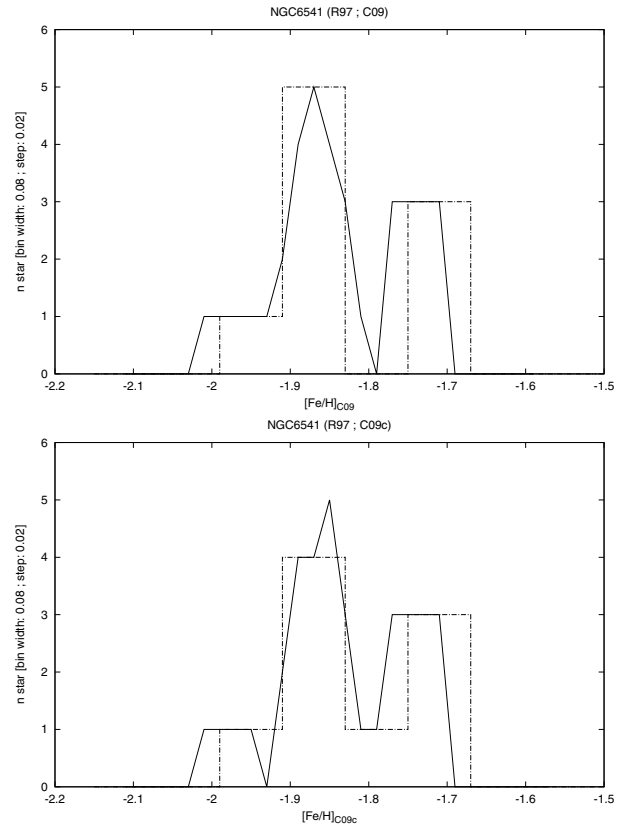 NGC6541 (R97 ; C09)
6
5
4
3
2
1
0
n star [bin width: 0.08 ; step: 0.02]
-2.2 -2.1 -2 -1.9 -1.8 -1.7 -1.6 -1.5
[Fe/H]C09
NGC6541 (R97 ; C09c)
6
5
4
3
2
1
0
n star [bin width: 0.08 ; step: 0.02]
-2.2 -2.1 -2 -1.9 -1.8 -1.7 -1.6 -1.5
[Fe/H]C09c